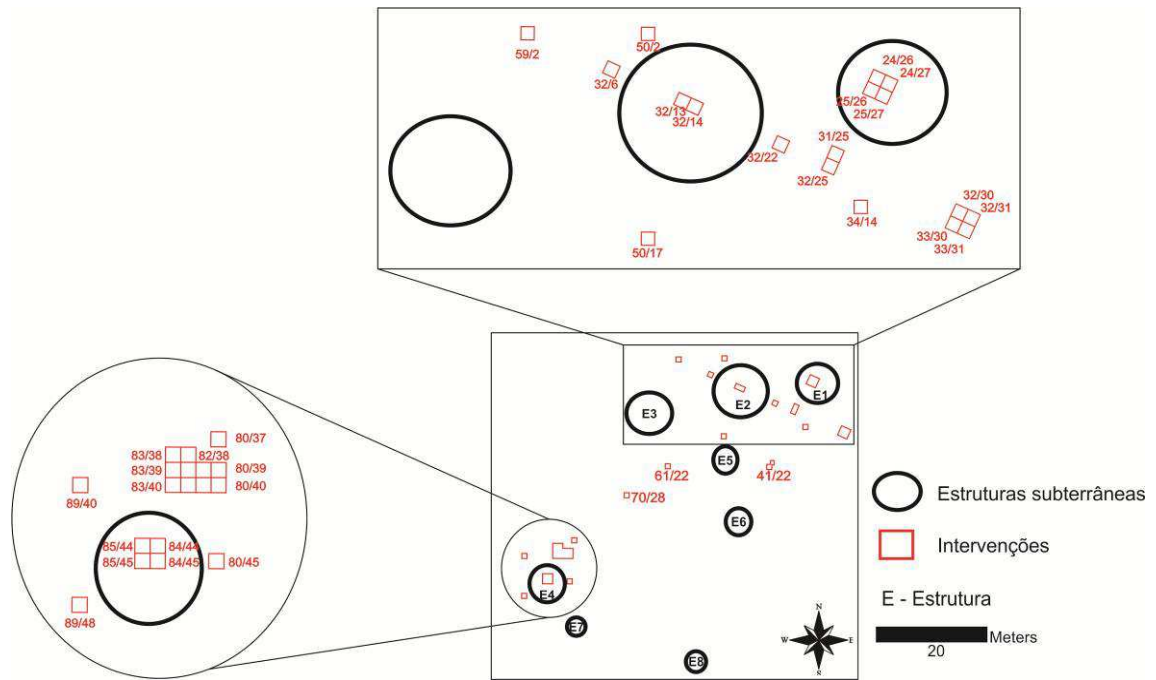 59/2
50/2
32/6
24/26
24/27
25/26
25/27
32/13
32/14
31/25
32/22
32/25
34/14
32/30
32/31
33/30
33/31
50/17
E1
E2
E3
E5
61/22
41/22
70/28
E6
E4
E7
E8
80/37
83/38
82/38
83/39
80/39
83/40
80/40
89/40
85/44
84/44
85/45
84/45
80/45
89/48
Estruturas subterrâneas
Intervenções
E - Estrutura
Meters
20
N
W
E
S